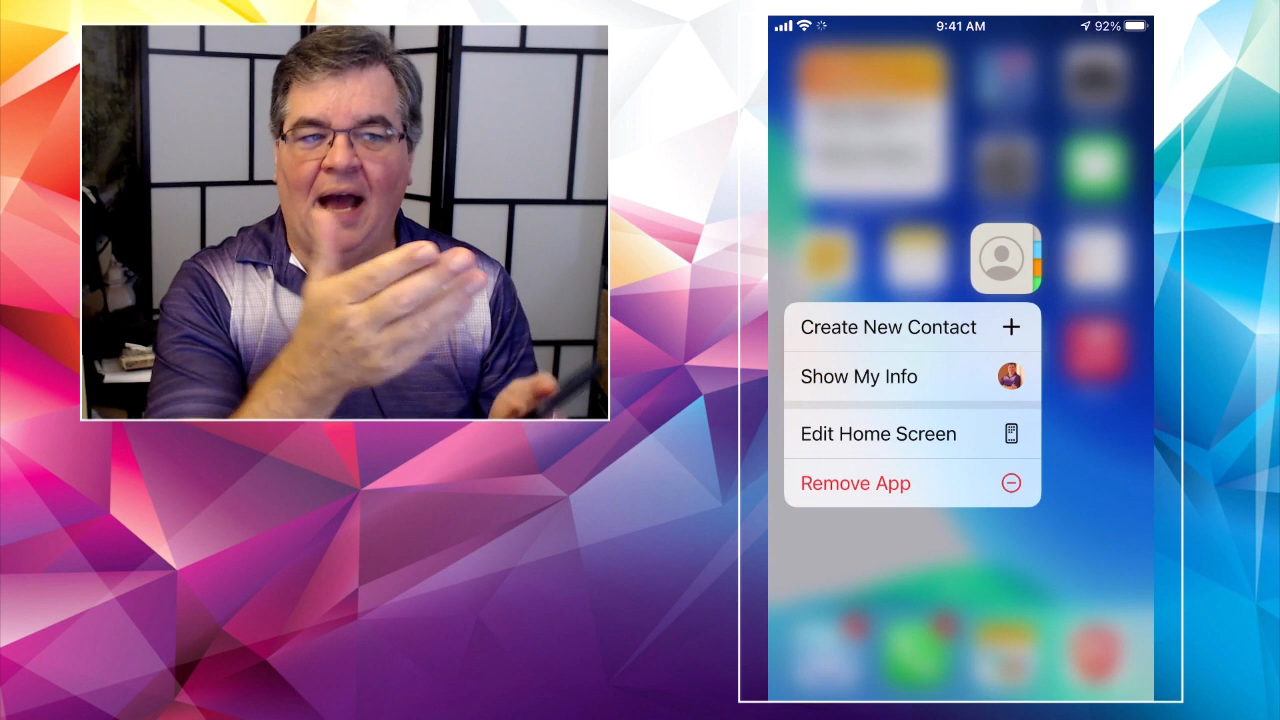 9:41 AM
92%
Create New Contact
Show My Info
Edit Home Screen
Remove App